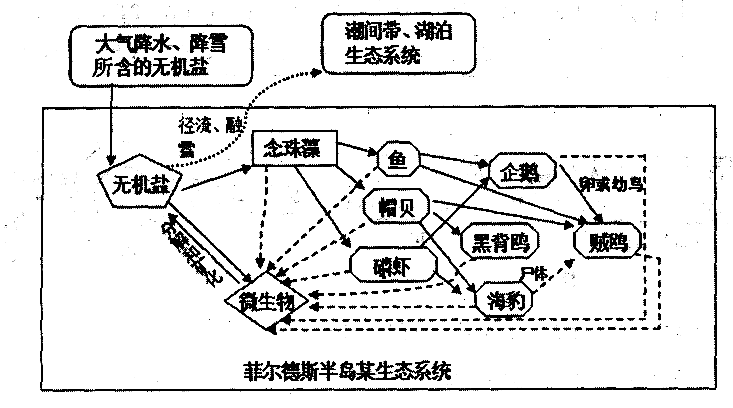 大气降水、降雪
所含的无机盐
潮间带、湖泊
生态系统
径流、融
雪
念珠藻
鱼
企鹅
无机盐
卵或幼鸟
帽贝
黑背鸥
贼鸥
磷虾
尸体
微生物
海豹
菲尔德斯半岛某生态系统